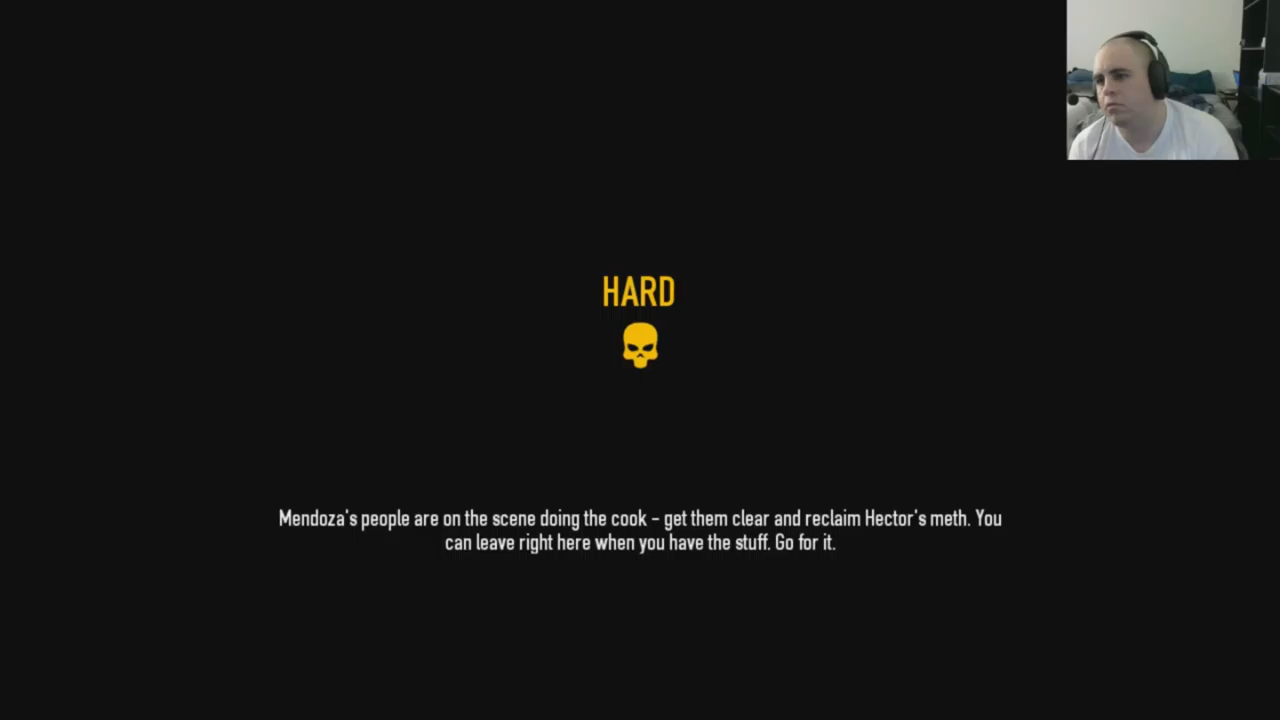 HARD
Mendoza's people are on the scene doing the cook - get them clear and reclaim Hector's meth. You
can leave right here when you have the stuff. Go for it.